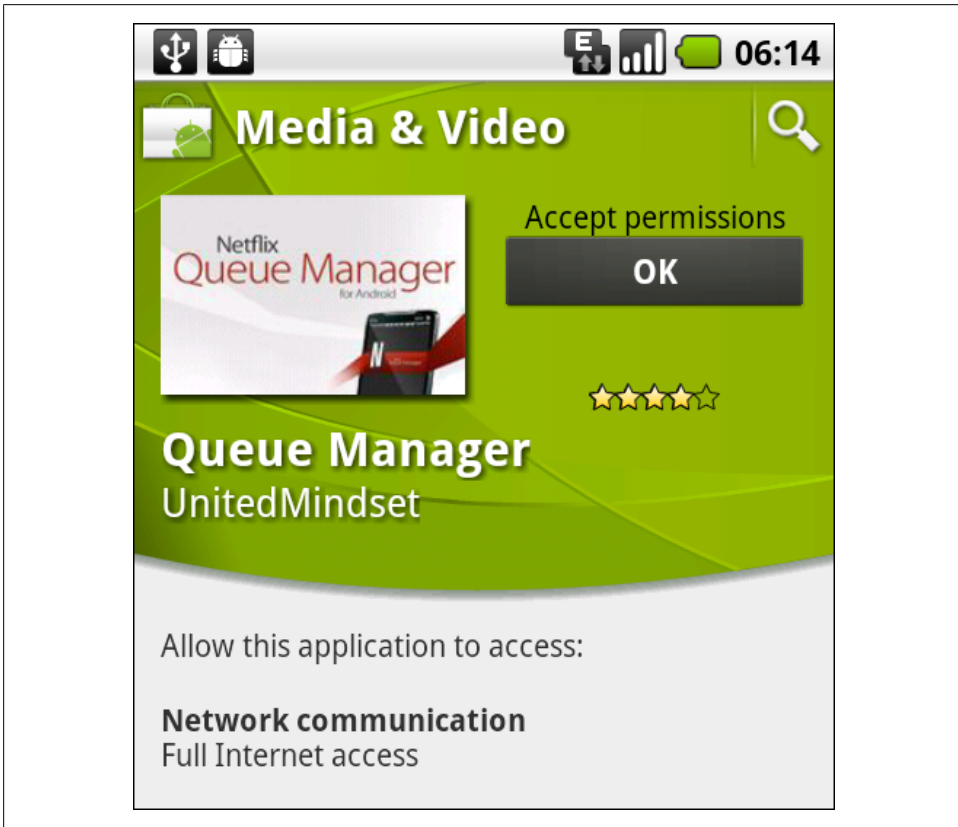 E
06:14
Media & Video
Accept permissions
OK
Netflix
Queue Manager
for Android
N
Queue Manager
UnitedMindset
Allow this application to access:
Network communication
Full Internet access